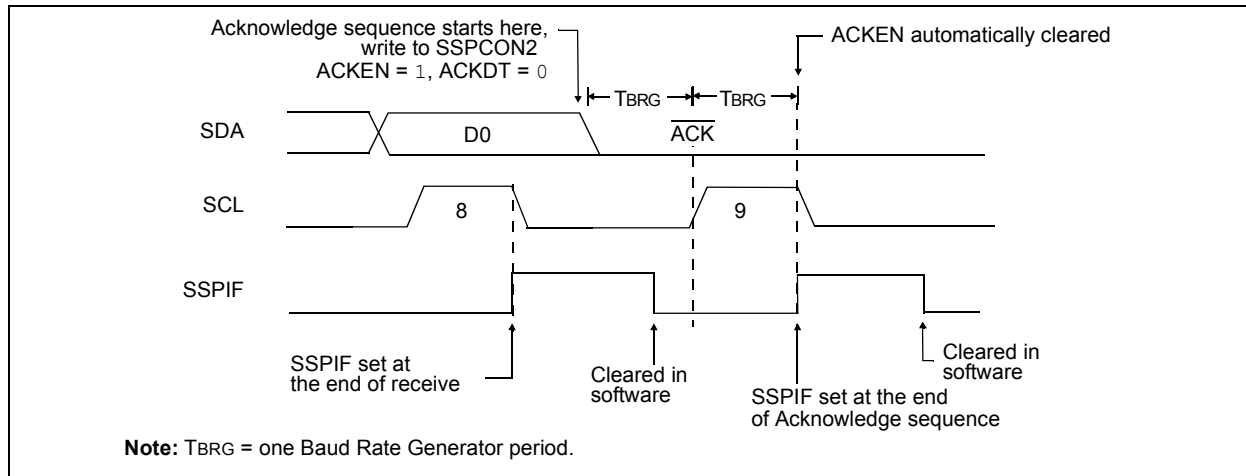 Acknowledge sequence starts here,
write to SSPCON2
ACKEN = 1, ACKDT = 0
ACKEN automatically cleared
TBRG
TBRG
SDA
D0
ACK
SCL
8
9
SSPIF
SSPIF set at
the end of receive
Cleared in
software
SSPIF set at the end
of Acknowledge sequence
Cleared in
software
Note: TBRG = one Baud Rate Generator period.